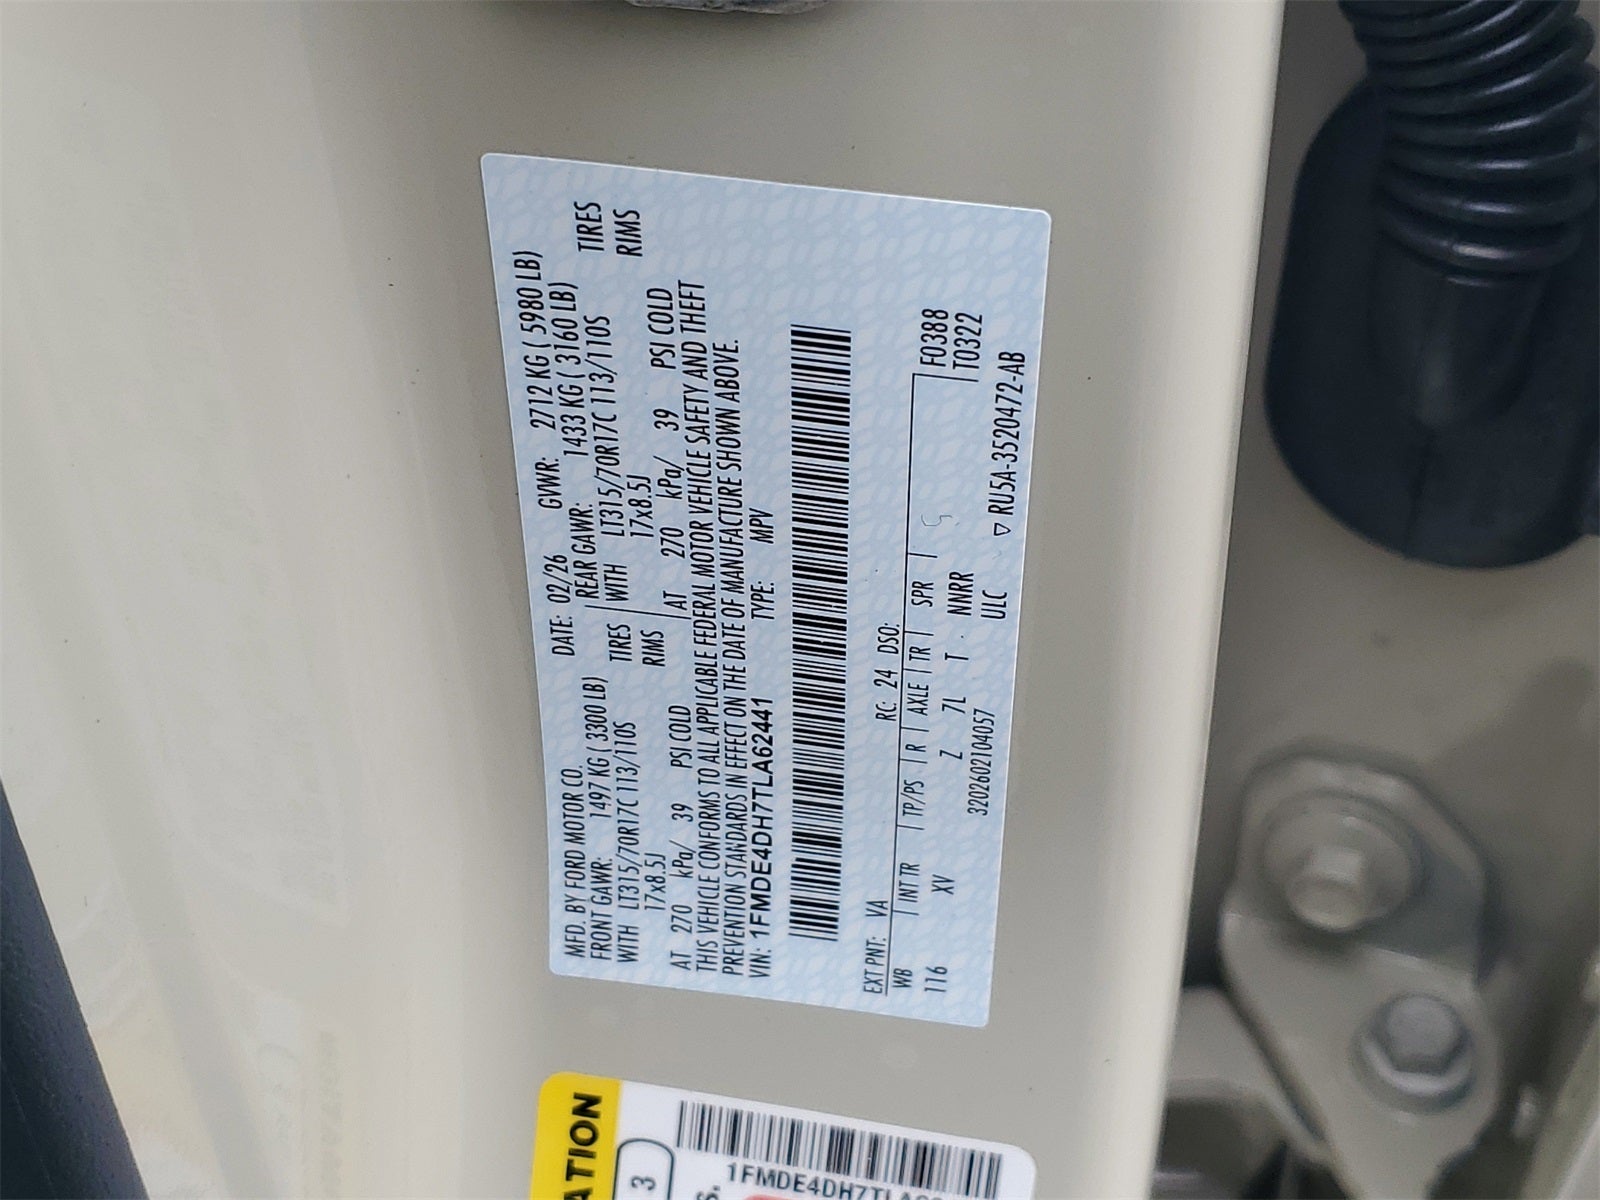 MFD. BY FORD MOTOR CO.
DATE: 02/26 GVWR: 2712 KG ( 5980 LB)
FRONT GAWR: 1497 KG ( 3300 LB) REAR GAWR: 1433 KG ( 3160 LB)
WITH LT315/70R17C 113/110S TIRES WITH LT315/70R17C 113/110S TIRES
17x8.5J RIMS 17x8.5J RIMS
AT 270 kPa/ 39 PSI COLD AT 270 kPa/ 39 PSI COLD
THIS VEHICLE CONFORMS TO ALL APPLICABLE FEDERAL MOTOR VEHICLE SAFETY AND THEFT
PREVENTION STANDARDS IN EFFECT ON THE DATE OF MANUFACTURE SHOWN ABOVE.
VIN: 1FMDE4DH7TLA62441 TYPE: MPV
EXT PNT: VA RC: 24 DSO:
WB INT TR TP/PS R AXLE TR SPR F0388
116 XV Z 7L T NNRR T0322
3202602104057 ULC ▽ RU5A-3520472-AB
ATION
3
1FMDE4DH7TLA